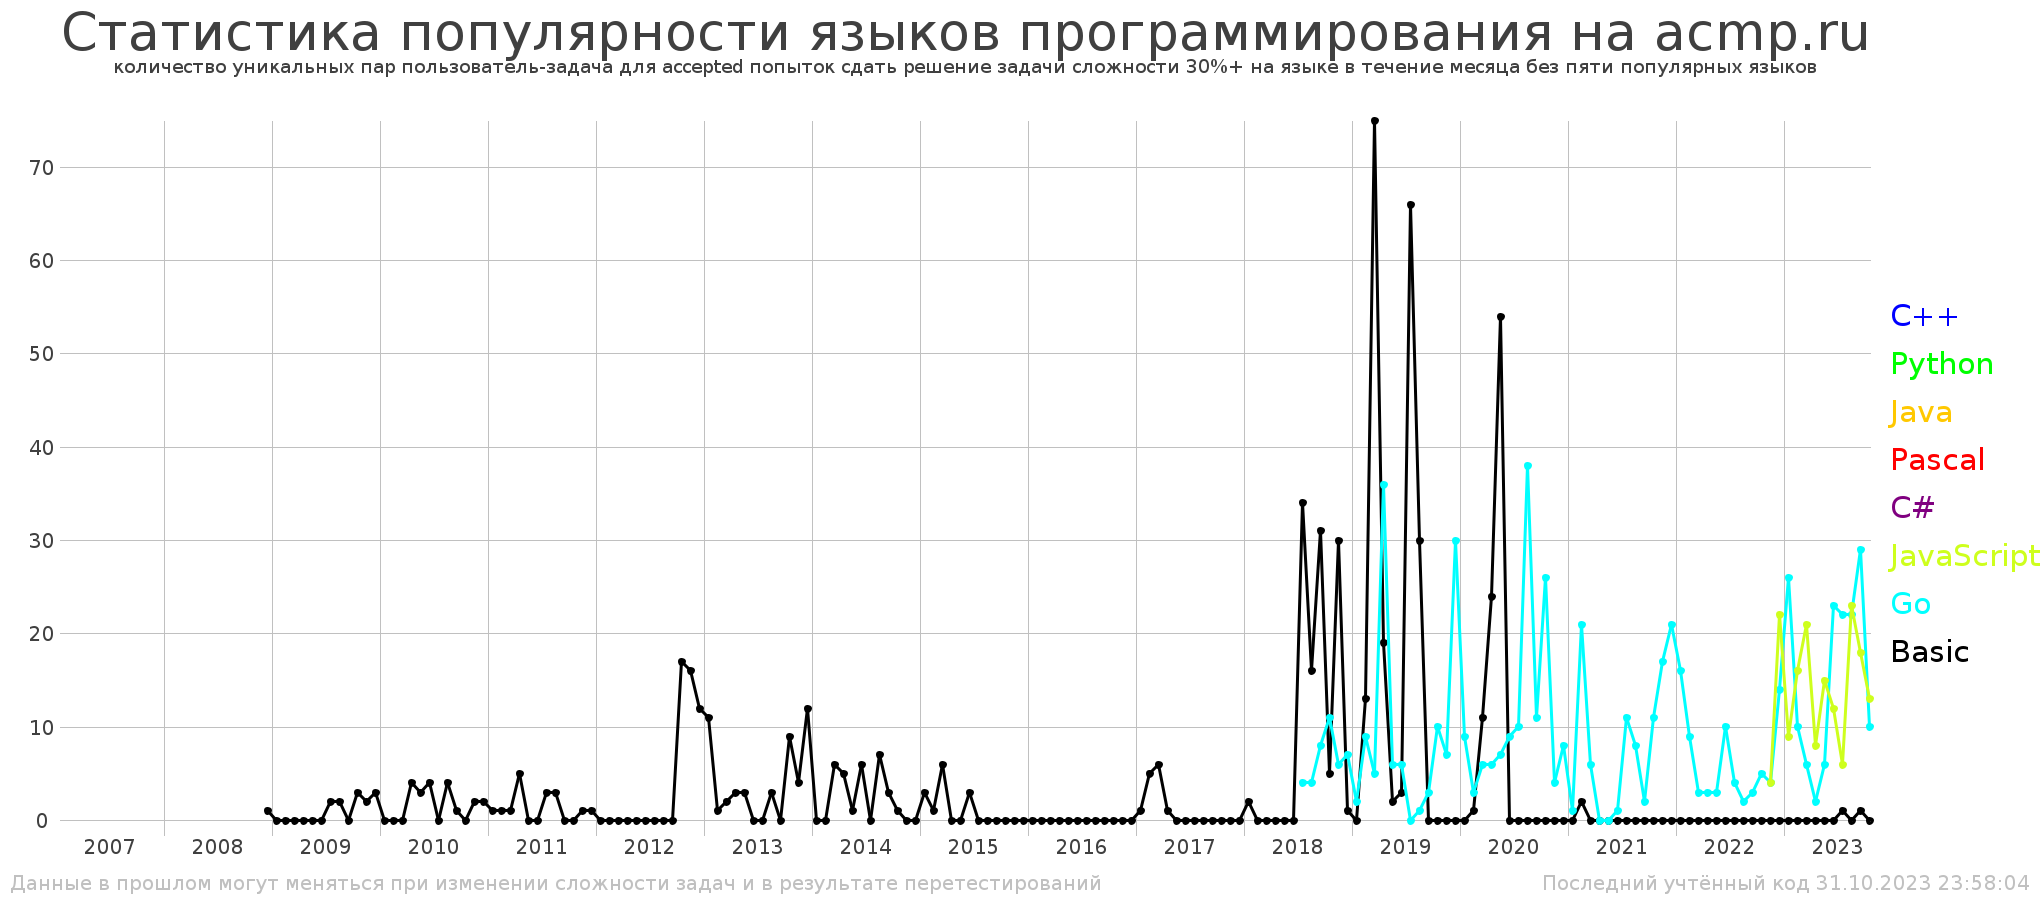 Статистика популярности языков программирования на acmp.ru
количество уникальных пар пользователь-задача для accepted попыток сдать решение задачи сложности 30%+ на языке в течение месяца без пяти популярных языков
70
60
50
40
30
20
10
0
C++
Python
Java
Pascal
C#
JavaScript
Go
Basic
2007 2008 2009 2010 2011 2012 2013 2014 2015 2016 2017 2018 2019 2020 2021 2022 2023
Данные в прошлом могут меняться при изменении сложности задач и в результате перетестирований
Последний учтённый код 31.10.2023 23:58:04